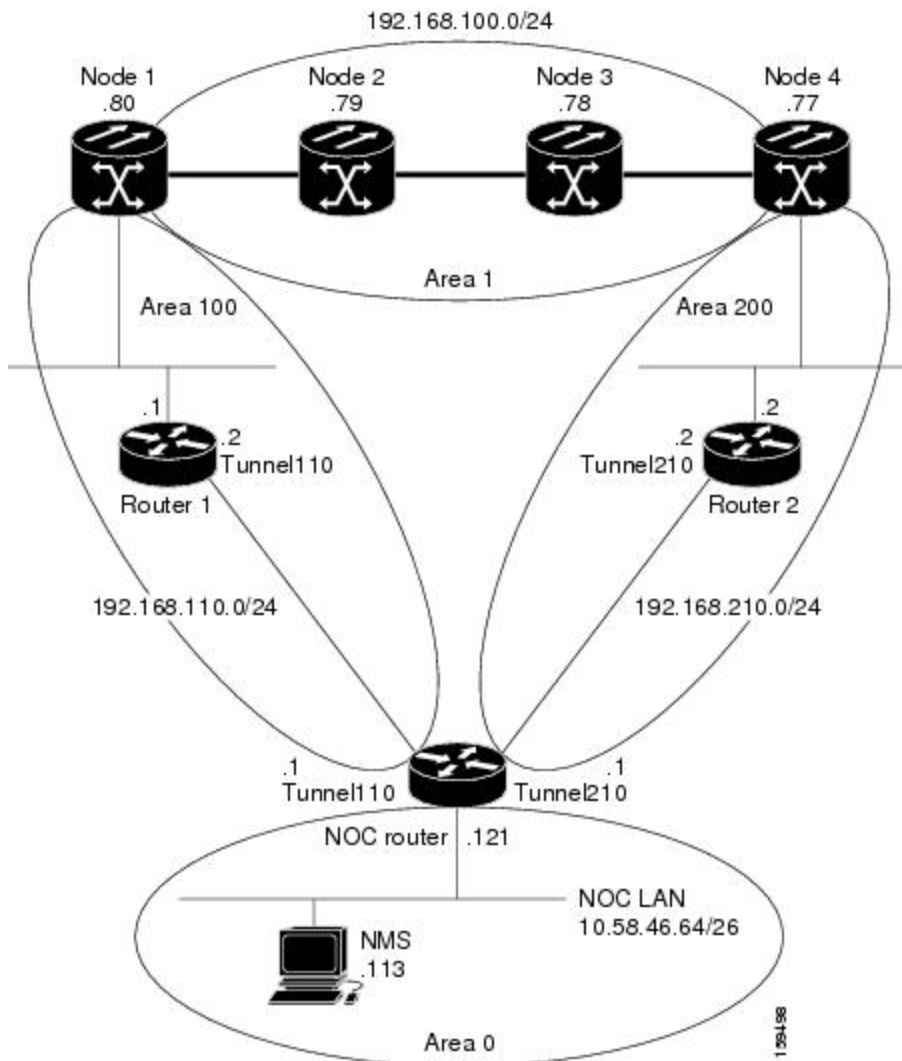 192.168.100.0/24
Node 1
.80
Node 2
.79
Node 3
.78
Node 4
.77
Area 1
Area 100
Area 200
.1
.2
Tunnel110
Router 1
.2
.2
Tunnel210
Router 2
192.168.110.0/24
192.168.210.0/24
.1
Tunnel110
.1
Tunnel210
NOC router
.121
NOC LAN
10.58.46.64/26
NMS
.113
Area 0
159498